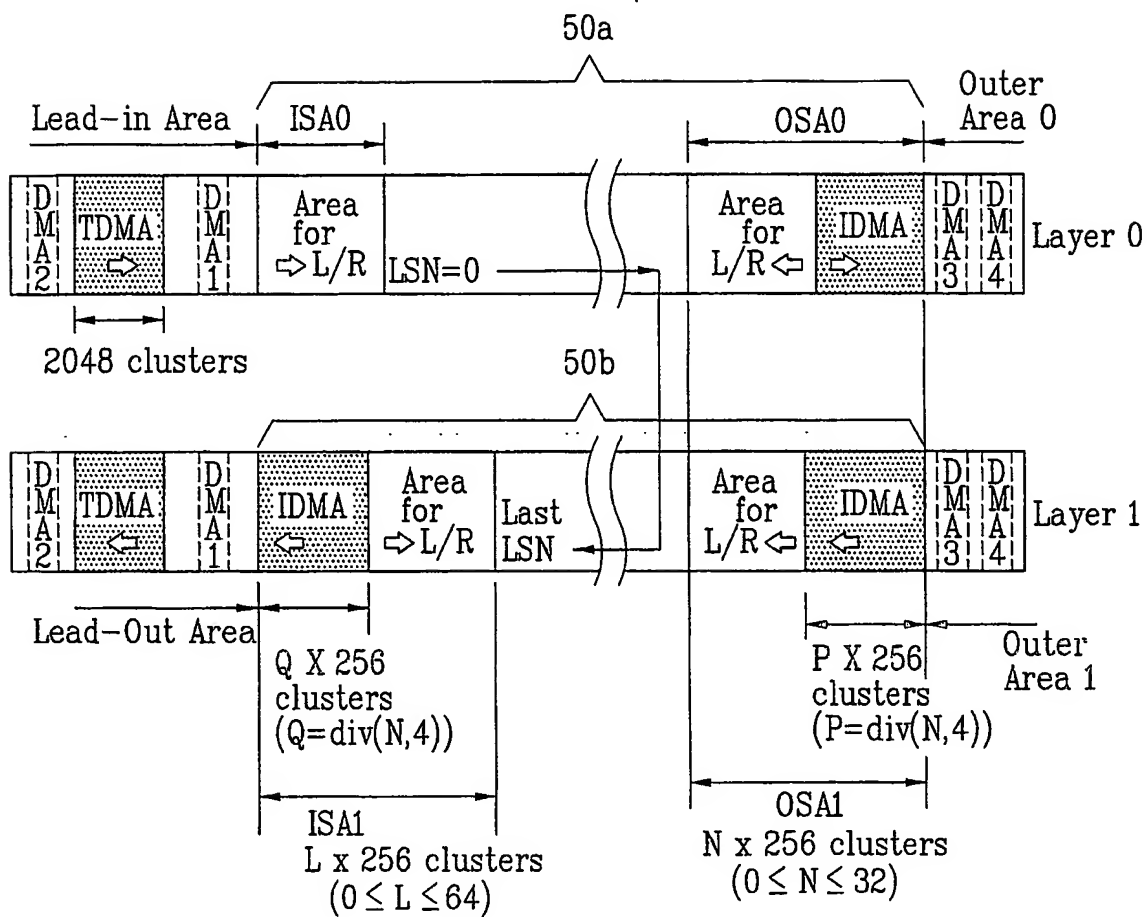 50a
Lead-in Area
ISA0
OSA0
Outer
Area 0
DMA2
TDMA
DMA1
Area
for
L/R
LSN=0
Area
for
L/R
IDMA
DMA3
DMA4
Layer 0
2048 clusters
50b
DMA2
TDMA
DMA1
IDMA
Area
for
L/R
Last
LSN
Area
for
L/R
IDMA
DMA3
DMA4
Layer 1
Lead-Out Area
Q X 256
clusters
(Q=div(N,4))
P X 256
clusters
(P=div(N,4))
Outer
Area 1
ISA1
L x 256 clusters
(0 ≤ L ≤ 64)
OSA1
N x 256 clusters
(0 ≤ N ≤ 32)